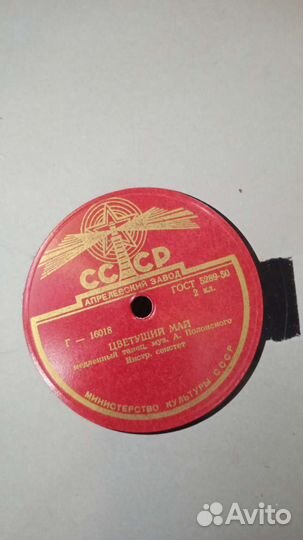 СССР
АПРЕЛЕВСКИЙ ЗАВОД
ГОСТ 5289-50
2 кл.
Г — 16018
ЦВЕТУЩИЙ МАЙ
медленный танец, муз. А. Полонского
Инстр. секстет
МИНИСТЕРСТВО КУЛЬТУРЫ СССР
Avito